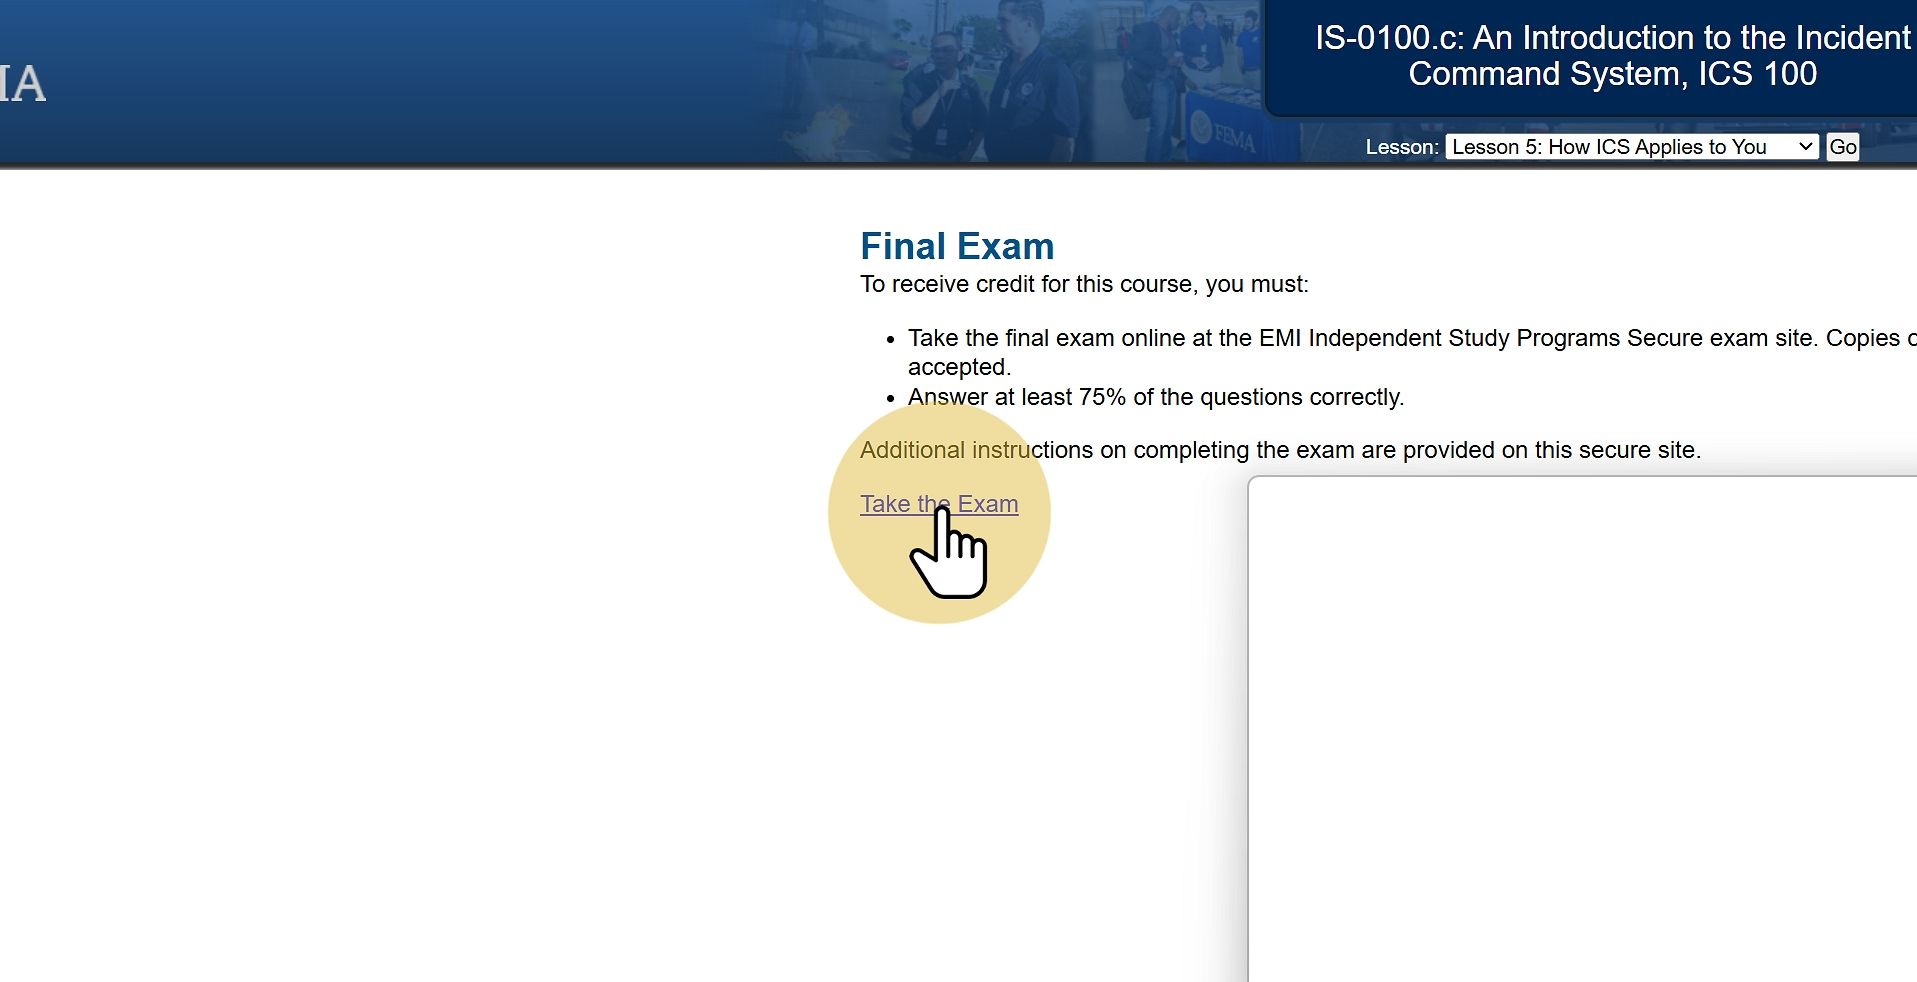 IS-0100.c: An Introduction to the Incident
Command System, ICS 100
Lesson: Lesson 5: How ICS Applies to You Go
FEMA
Final Exam
To receive credit for this course, you must:
• Take the final exam online at the EMI Independent Study Programs Secure exam site. Copies
accepted.
• Answer at least 75% of the questions correctly.
Additional instructions on completing the exam are provided on this secure site.
Take the Exam